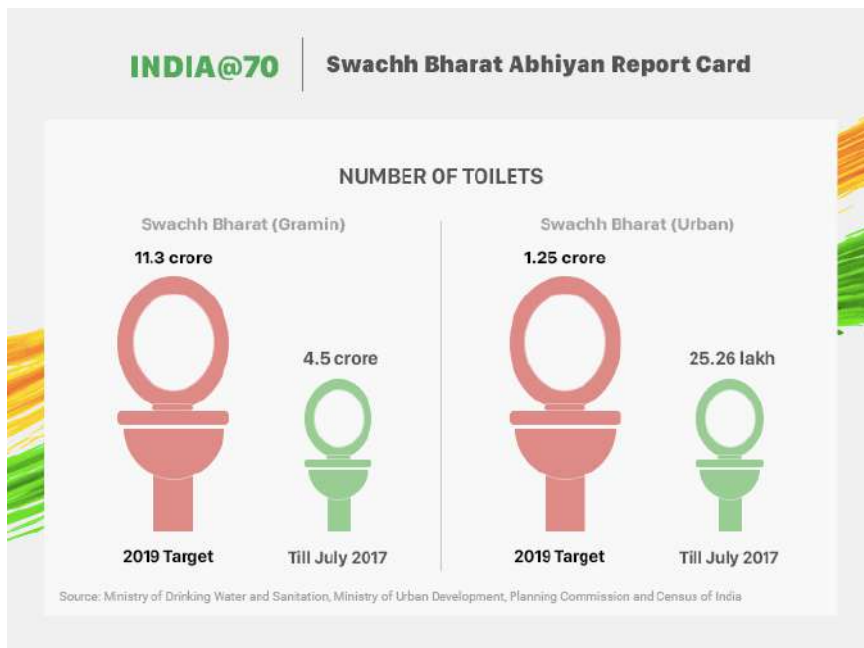 INDIA@70
Swachh Bharat Abhiyan Report Card
NUMBER OF TOILETS
Swachh Bharat (Gramin)
11.3 crore
4.5 crore
2019 Target
Till July 2017
Swachh Bharat (Urban)
1.25 crore
25.26 lakh
2019 Target
Till July 2017
Source: Ministry of Drinking Water and Sanitation, Ministry of Urban Development, Planning Commission and Census of India